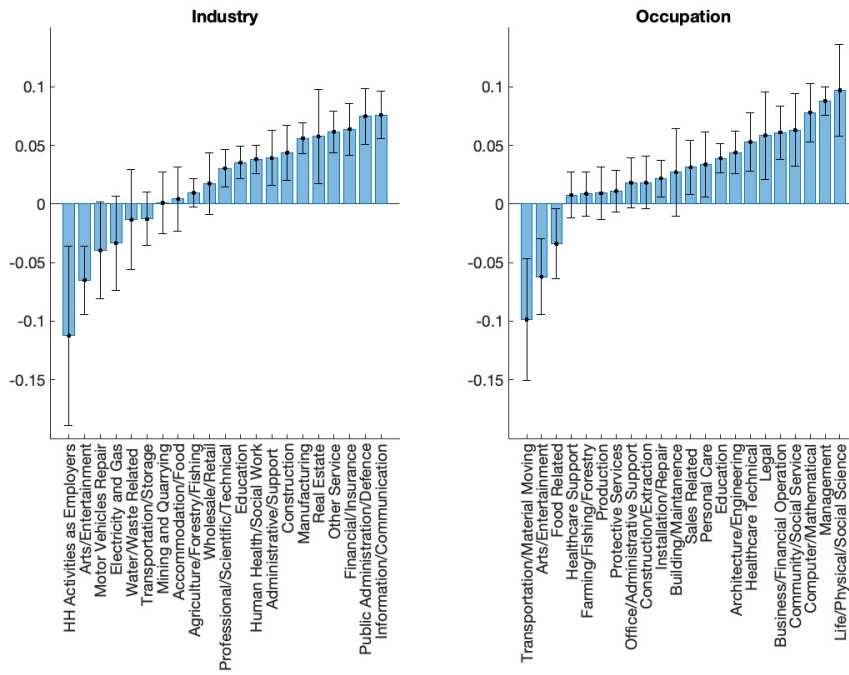 Industry
0.1
0.05
0
-0.05
-0.1
-0.15
HH Activities as Employers
Arts/Entertainment
Motor Vehicles Repair
Electricity and Gas
Water/Waste Related
Transportation/Storage
Mining and Quarrying
Accommodation/Food
Agriculture/Forestry/Fishing
Wholesale/Retail
Professional/Scientific/Technical
Education
Human Health/Social Work
Administrative/Support
Construction
Manufacturing
Real Estate
Other Service
Financial/Insurance
Public Administration/Defence
Information/Communication
Occupation
0.1
0.05
0
-0.05
-0.1
-0.15
Transportation/Material Moving
Arts/Entertainment
Food Related
Healthcare Support
Farming/Fishing/Forestry
Production
Protective Services
Office/Administrative Support
Construction/Extraction
Installation/Repair
Building/Maintanence
Sales Related
Personal Care
Education
Architecture/Engineering
Healthcare Technical
Legal
Business/Financial Operation
Community/Social Service
Computer/Mathematical
Management
Life/Physical/Social Science